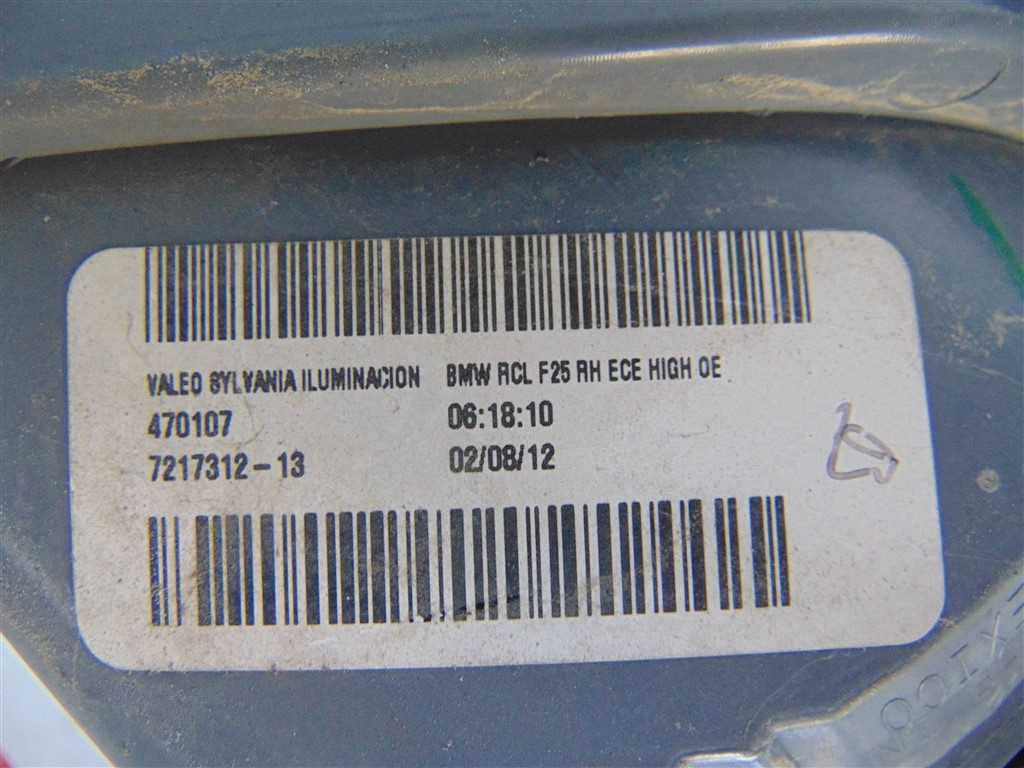 VALEO SYLVANIA ILUMINACION BMW RCL F25 RH ECE HIGH OE
470107 06:18:10
7217312-13 02/08/12